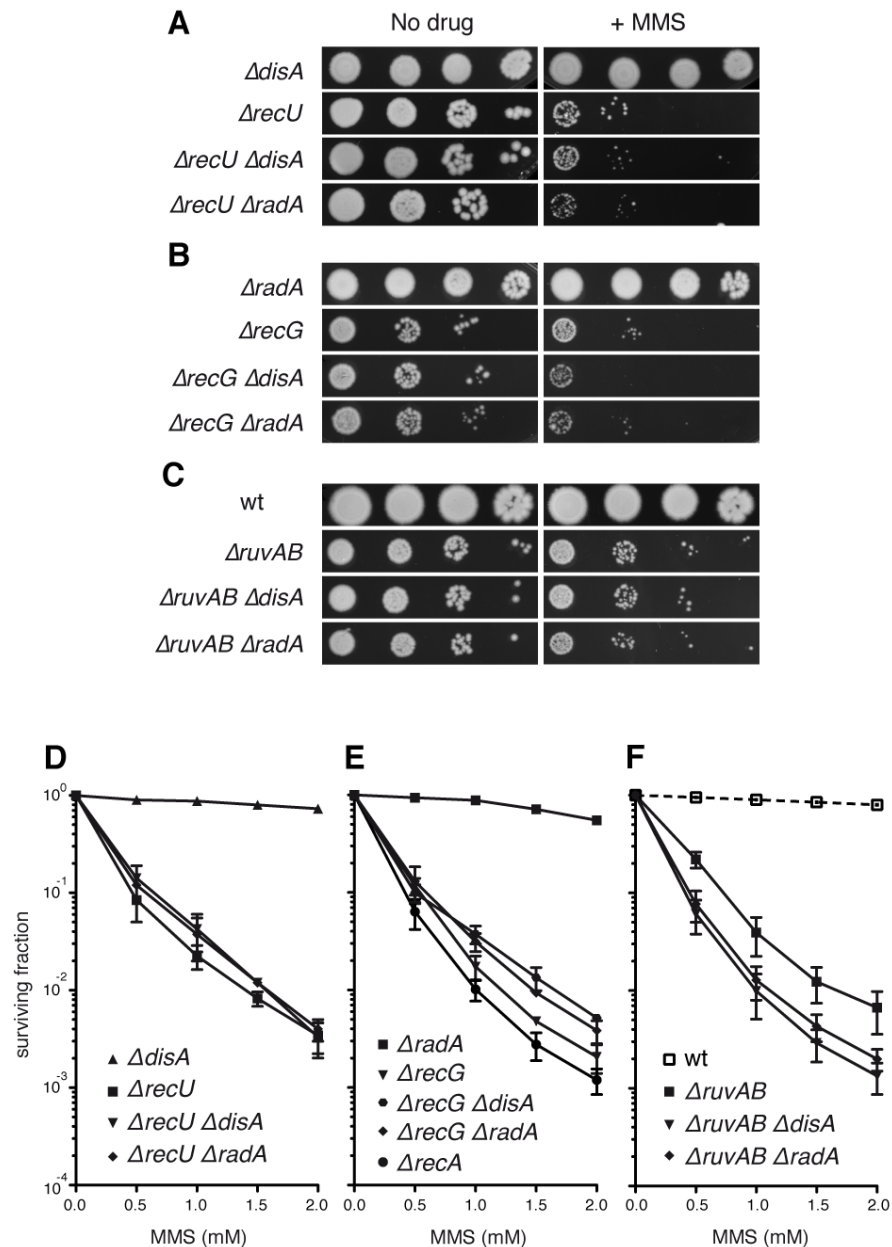 A
No drug
+ MMS
ΔdisA
ΔrecU
ΔrecU ΔdisA
ΔrecU ΔradA
B
ΔradA
ΔrecG
ΔrecG ΔdisA
ΔrecG ΔradA
C
wt
ΔruvAB
ΔruvAB ΔdisA
ΔruvAB ΔradA
D
surviving fraction
10⁰
10⁻¹
10⁻²
10⁻³
10⁻⁴
ΔdisA
ΔrecU
ΔrecU ΔdisA
ΔrecU ΔradA
0.0 0.5 1.0 1.5 2.0
MMS (mM)
E
ΔradA
ΔrecG
ΔrecG ΔdisA
ΔrecG ΔradA
ΔrecA
0.0 0.5 1.0 1.5 2.0
MMS (mM)
F
wt
ΔruvAB
ΔruvAB ΔdisA
ΔruvAB ΔradA
0.0 0.5 1.0 1.5 2.0
MMS (mM)